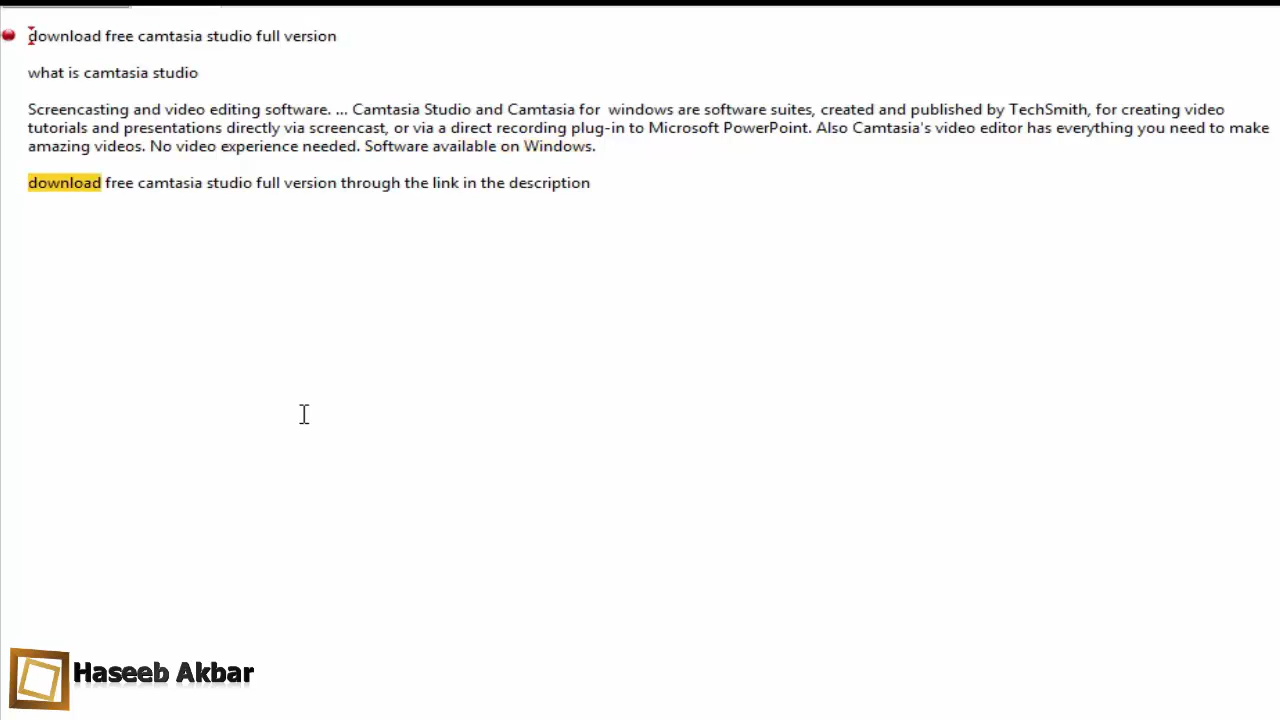 download free camtasia studio full version
what is camtasia studio
Screencasting and video editing software. ... Camtasia Studio and Camtasia for  windows are software suites, created and published by TechSmith, for creating video
tutorials and presentations directly via screencast, or via a direct recording plug-in to Microsoft PowerPoint. Also Camtasia's video editor has everything you need to make
amazing videos. No video experience needed. Software available on Windows.
download free camtasia studio full version through the link in the description
Haseeb Akbar